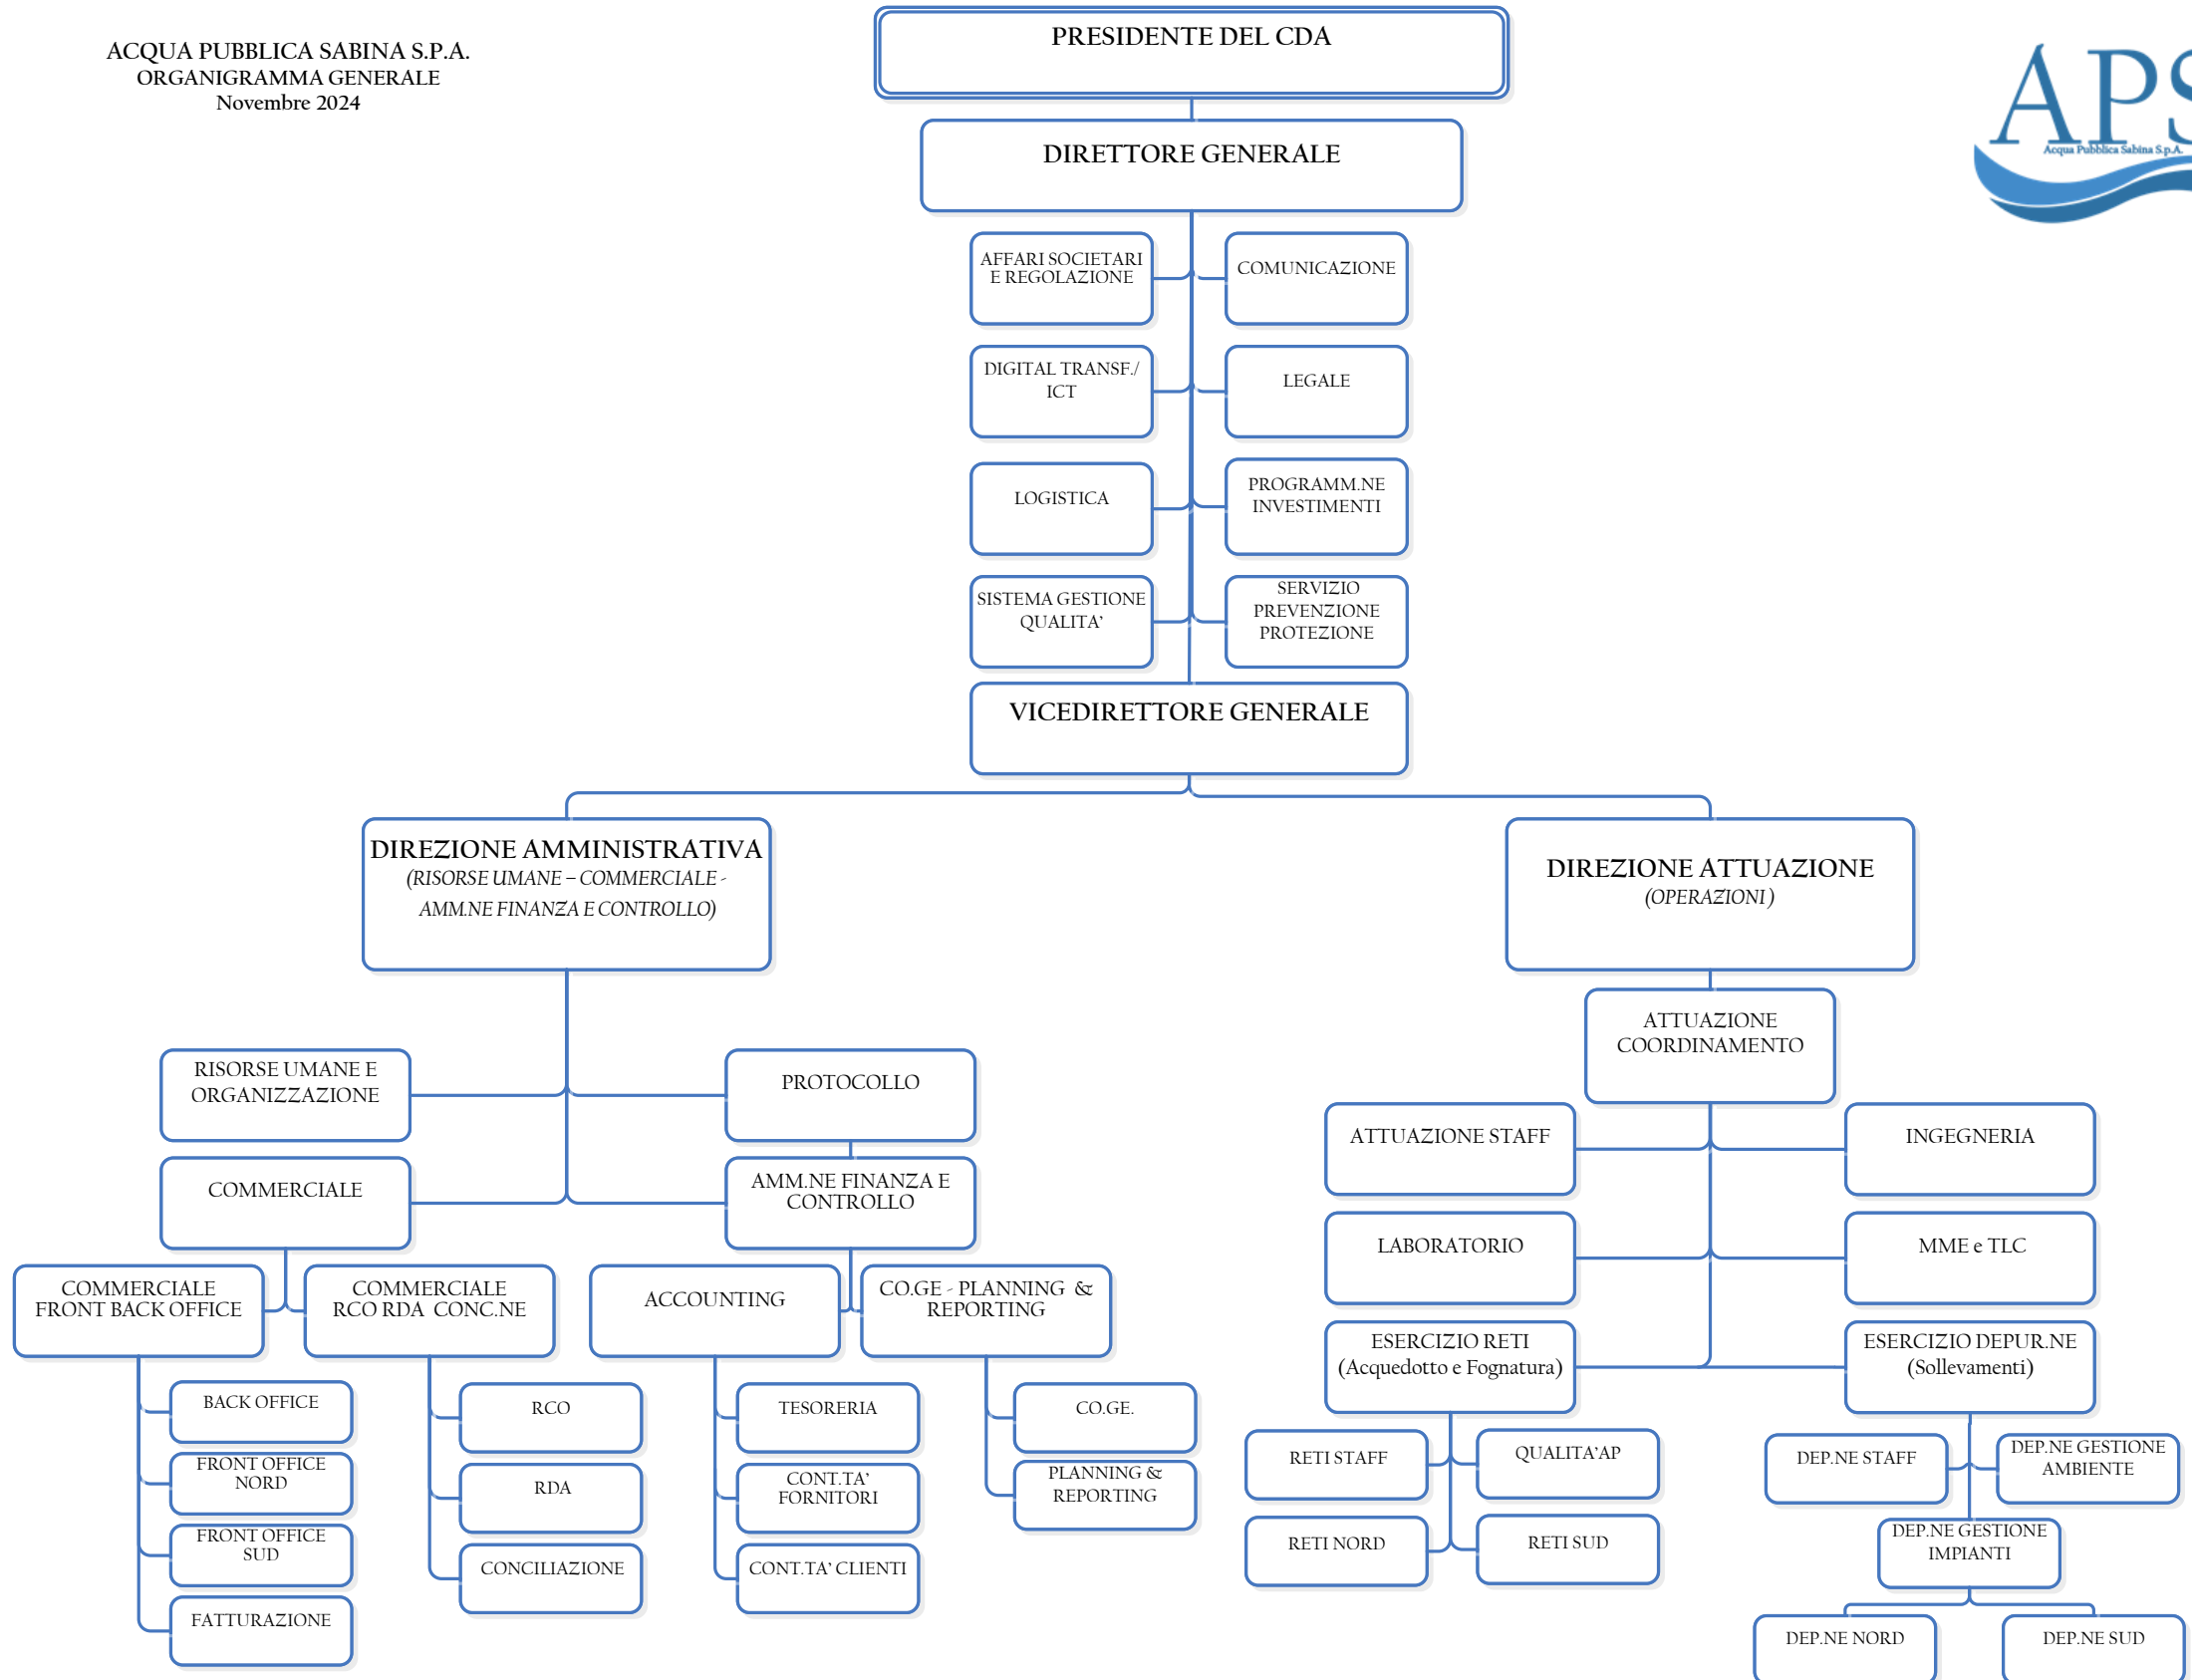 ACQUA PUBBLICA SABINA S.P.A.
ORGANIGRAMMA GENERALE
Novembre 2024
PRESIDENTE DEL CDA
APS
Acqua Pubblica Sabina S.p.A.
DIRETTORE GENERALE
AFFARI SOCIETARI
E REGOLAZIONE
COMUNICAZIONE
DIGITAL TRANSF./
ICT
LEGALE
LOGISTICA
PROGRAMM.NE
INVESTIMENTI
SISTEMA GESTIONE
QUALITA’
SERVIZIO
PREVENZIONE
PROTEZIONE
VICEDIRETTORE GENERALE
DIREZIONE AMMINISTRATIVA
(RISORSE UMANE – COMMERCIALE -
AMM.NE FINANZA E CONTROLLO)
DIREZIONE ATTUAZIONE
(OPERAZIONI )
RISORSE UMANE E
ORGANIZZAZIONE
PROTOCOLLO
COMMERCIALE
AMM.NE FINANZA E
CONTROLLO
COMMERCIALE
FRONT BACK OFFICE
COMMERCIALE
RCO RDA CONC.NE
ACCOUNTING
CO.GE - PLANNING &
REPORTING
BACK OFFICE
FRONT OFFICE
NORD
FRONT OFFICE
SUD
FATTURAZIONE
RCO
RDA
CONCILIAZIONE
TESORERIA
CONT.TA’
FORNITORI
CONT.TA’ CLIENTI
CO.GE.
PLANNING &
REPORTING
ATTUAZIONE
COORDINAMENTO
ATTUAZIONE STAFF
INGEGNERIA
LABORATORIO
MME e TLC
ESERCIZIO RETI
(Acquedotto e Fognatura)
ESERCIZIO DEPUR.NE
(Sollevamenti)
RETI STAFF
QUALITA’AP
RETI NORD
RETI SUD
DEP.NE STAFF
DEP.NE GESTIONE
AMBIENTE
DEP.NE GESTIONE
IMPIANTI
DEP.NE NORD
DEP.NE SUD